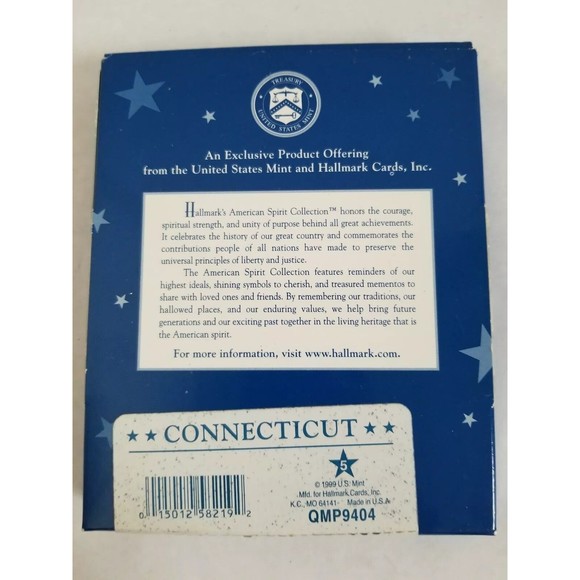 TREASURY
UNITED STATES MINT
An Exclusive Product Offering
from the United States Mint and Hallmark Cards, Inc.
Hallmark's American Spirit Collection™ honors the courage,
spiritual strength, and unity of purpose behind all great achievements.
It celebrates the history of our great country and commemorates the
contributions people of all nations have made to preserve the
universal principles of liberty and justice.
The American Spirit Collection features reminders of our
highest ideals, shining symbols to cherish, and treasured mementos to
share with loved ones and friends. By remembering our traditions, our
hallowed places, and our enduring values, we help bring future
generations and our exciting past together in the living heritage that is
the American spirit.
For more information, visit www.hallmark.com.
★★ CONNECTICUT ★★
5
© 1999 U.S. Mint
Mfd. for Hallmark Cards, Inc.
K.C., MO 64141 Made in U.S.A.
QMP9404
0 15012 58219 2